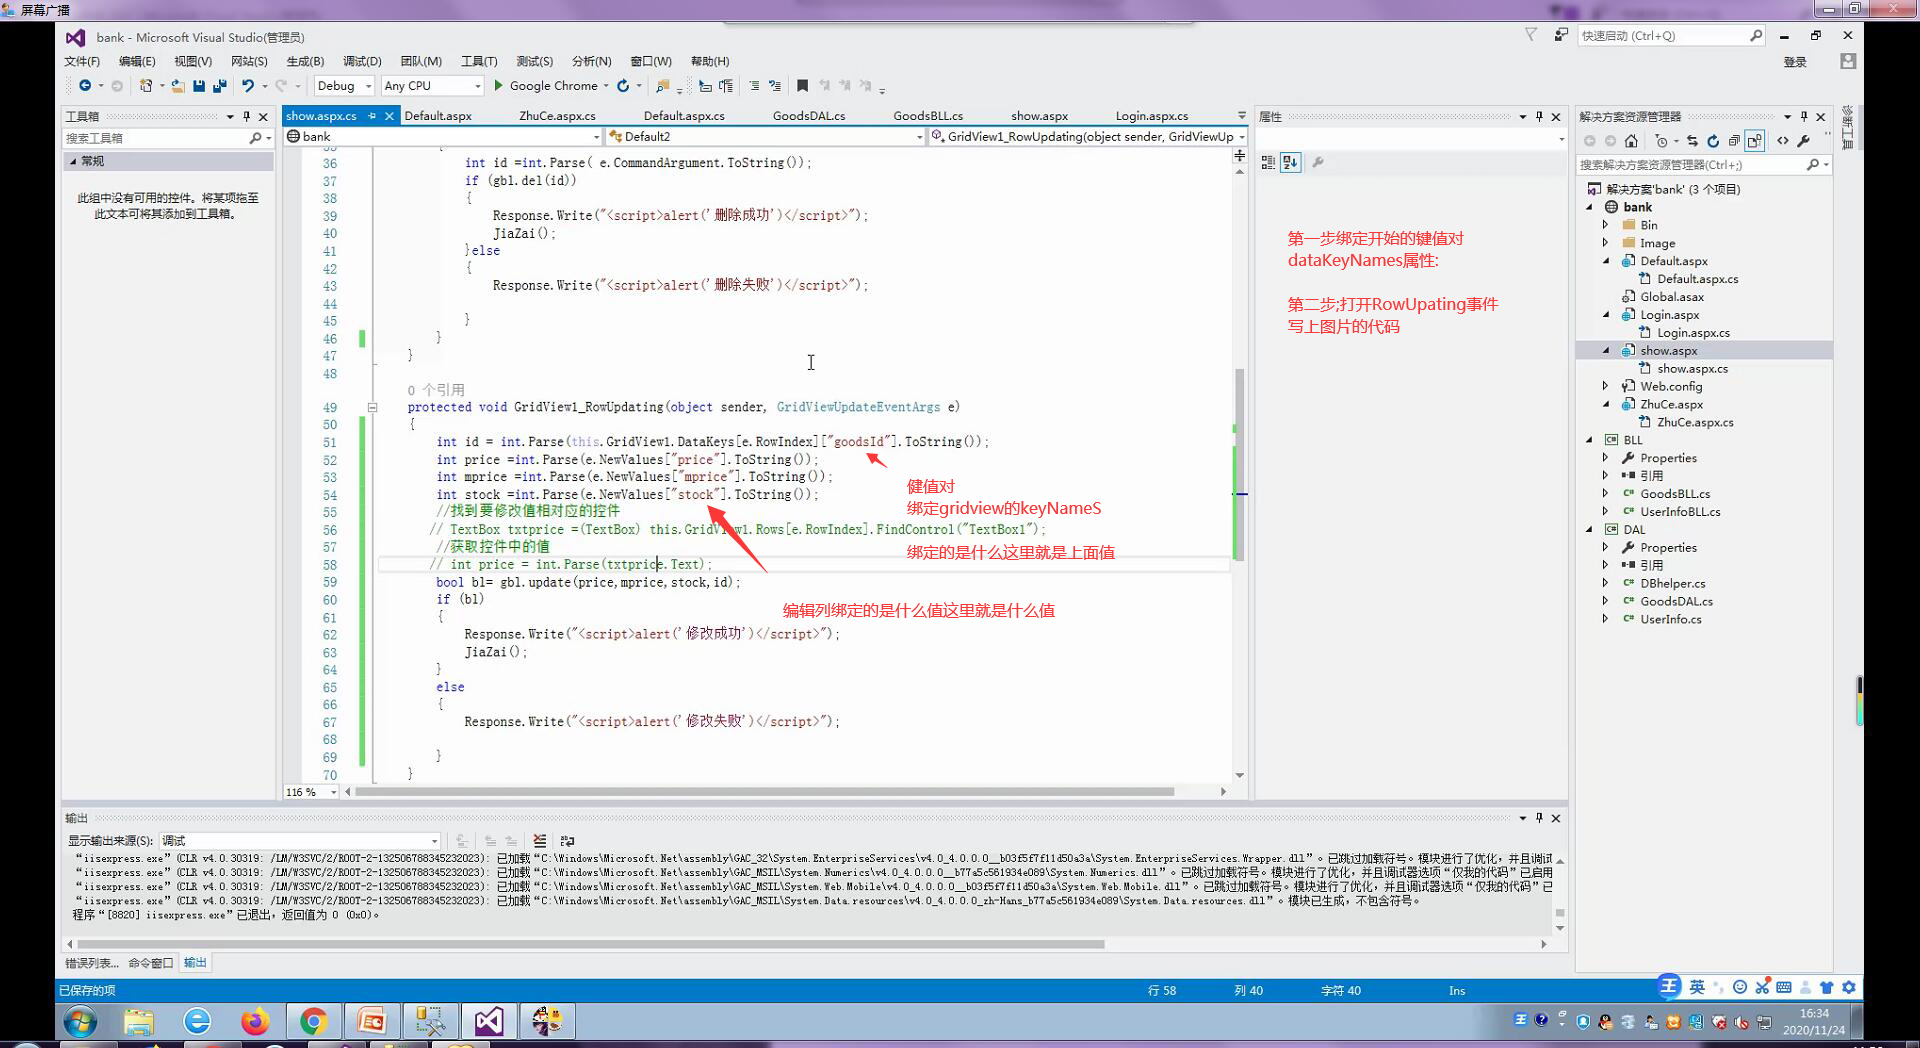 屏幕广播
bank - Microsoft Visual Studio(管理员)
快速启动 (Ctrl+Q)
文件(F) 编辑(E) 视图(V) 网站(S) 生成(B) 调试(D) 团队(M) 工具(T) 测试(S) 分析(N) 窗口(W) 帮助(H)
登录
Debug Any CPU Google Chrome
工具箱
搜索工具箱
常规
此组中没有可用的控件。将某项拖至
此文本可将其添加到工具箱。
show.aspx.cs Default.aspx ZhuCe.aspx.cs Default.aspx.cs GoodsDAL.cs GoodsBLL.cs show.aspx Login.aspx.cs
bank Default2 GridView1_RowUpdating(object sender, GridViewUp
36 int id =int.Parse( e.CommandArgument.ToString());
37 if (gbl.del(id))
38 {
39 Response.Write("<script>alert('删除成功')</script>");
40 JiaZai();
41 }else
42 {
43 Response.Write("<script>alert('删除失败')</script>");
44
45 }
46 }
47 }
48
0 个引用
49 protected void GridView1_RowUpdating(object sender, GridViewUpdateEventArgs e)
50 {
51 int id = int.Parse(this.GridView1.DataKeys[e.RowIndex]["goodsId"].ToString());
52 int price =int.Parse(e.NewValues["price"].ToString());
53 int mprice =int.Parse(e.NewValues["mprice"].ToString());
54 int stock =int.Parse(e.NewValues["stock"].ToString());
55 //找到要修改值相对应的控件
56 // TextBox txtprice =(TextBox) this.GridView1.Rows[e.RowIndex].FindControl("TextBox1");
57 //获取控件中的值
58 // int price = int.Parse(txtprice.Text);
59 bool bl= gbl.update(price,mprice,stock,id);
60 if (bl)
61 {
62 Response.Write("<script>alert('修改成功')</script>");
63 JiaZai();
64 }
65 else
66 {
67 Response.Write("<script>alert('修改失败')</script>");
68
69 }
70 }
健值对
绑定gridview的keyNameS
绑定的是什么这里就是上面值
编辑列绑定的是什么值这里就是什么值
116 %
属性
第一步绑定开始的键值对
dataKeyNames属性:
第二步;打开RowUpating事件
写上图片的代码
解决方案资源管理器
搜索解决方案资源管理器(Ctrl+;)
解决方案'bank' (3 个项目)
bank
Bin
Image
Default.aspx
Default.aspx.cs
Global.asax
Login.aspx
Login.aspx.cs
show.aspx
show.aspx.cs
Web.config
ZhuCe.aspx
ZhuCe.aspx.cs
BLL
Properties
引用
GoodsBLL.cs
UserInfoBLL.cs
DAL
Properties
引用
DBhelper.cs
GoodsDAL.cs
UserInfo.cs
诊断工具
输出
显示输出来源(S): 调试
“iisexpress.exe”(CLR v4.0.30319: /LM/W3SVC/2/ROOT-2-132506788345232023): 已加载“C:\Windows\Microsoft.Net\assembly\GAC_32\System.EnterpriseServices\v4.0_4.0.0.0__b03f5f7f11d50a3a\System.EnterpriseServices.Wrapper.dll”。已跳过加载符号。模块进行了优化，并且调试
“iisexpress.exe”(CLR v4.0.30319: /LM/W3SVC/2/ROOT-2-132506788345232023): 已加载“C:\Windows\Microsoft.Net\assembly\GAC_MSIL\System.Numerics\v4.0_4.0.0.0__b77a5c561934e089\System.Numerics.dll”。已跳过加载符号。模块进行了优化，并且调试器选项“仅我的代码”已启用
“iisexpress.exe”(CLR v4.0.30319: /LM/W3SVC/2/ROOT-2-132506788345232023): 已加载“C:\Windows\Microsoft.Net\assembly\GAC_MSIL\System.Web.Mobile\v4.0_4.0.0.0__b03f5f7f11d50a3a\System.Web.Mobile.dll”。已跳过加载符号。模块进行了优化，并且调试器选项“仅我的代码”已
“iisexpress.exe”(CLR v4.0.30319: /LM/W3SVC/2/ROOT-2-132506788345232023): 已加载“C:\Windows\Microsoft.Net\assembly\GAC_MSIL\System.Data.resources\v4.0_4.0.0.0_zh-Hans_b77a5c561934e089\System.Data.resources.dll”。模块已生成，不包含符号。
程序“[8820] iisexpress.exe”已退出，返回值为 0 (0x0)。
错误列表... 命令窗口 输出
已保存的项 行 58 列 40 字符 40 Ins
王 英
16:34
2020/11/24